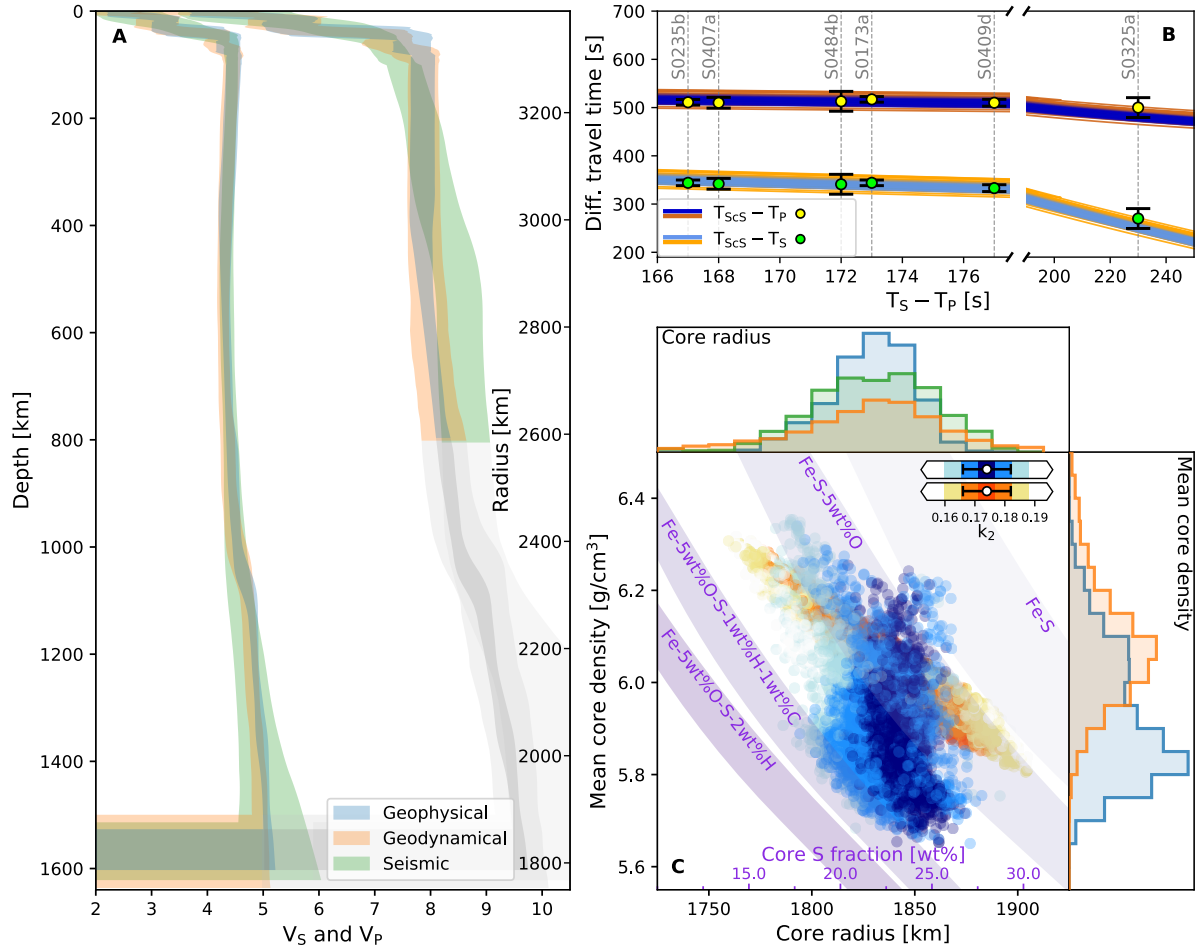 A
0
200
400
600
800
1000
1200
1400
1600
Depth [km]
3200
3000
2800
2600
2400
2200
2000
1800
Radius [km]
Geophysical
Geodynamical
Seismic
2 3 4 5 6 7 8 9 10
V_S and V_P
B
700
600
500
400
300
200
Diff. travel time [s]
S0235b
S0407a
S0484b
S0173a
S0409d
S0325a
T_ScS − T_P
T_ScS − T_S
166 168 170 172 174 176 200 220 240
T_S − T_P [s]
Core radius
Mean core density
6.4
6.2
6.0
5.8
5.6
Mean core density [g/cm³]
Fe-S-5wt%O
Fe-S
Fe-5wt%O-S-1wt%H-1wt%C
Fe-5wt%O-S-2wt%H
0.16 0.17 0.18 0.19
k₂
Core S fraction [wt%]
15.0 20.0 25.0 30.0
C
1750 1800 1850 1900
Core radius [km]